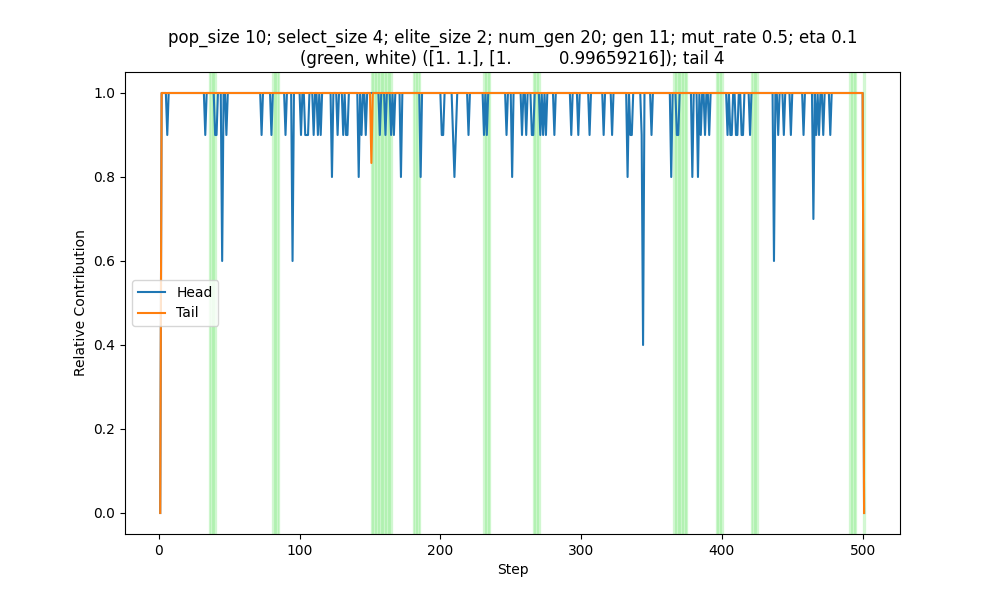 pop_size 10; select_size 4; elite_size 2; num_gen 20; gen 11; mut_rate 0.5; eta 0.1
(green, white) ([1. 1.], [1.         0.99659216]); tail 4
1.0
0.8
0.6
0.4
0.2
0.0
Relative Contribution
Head
Tail
0
100
200
300
400
500
Step